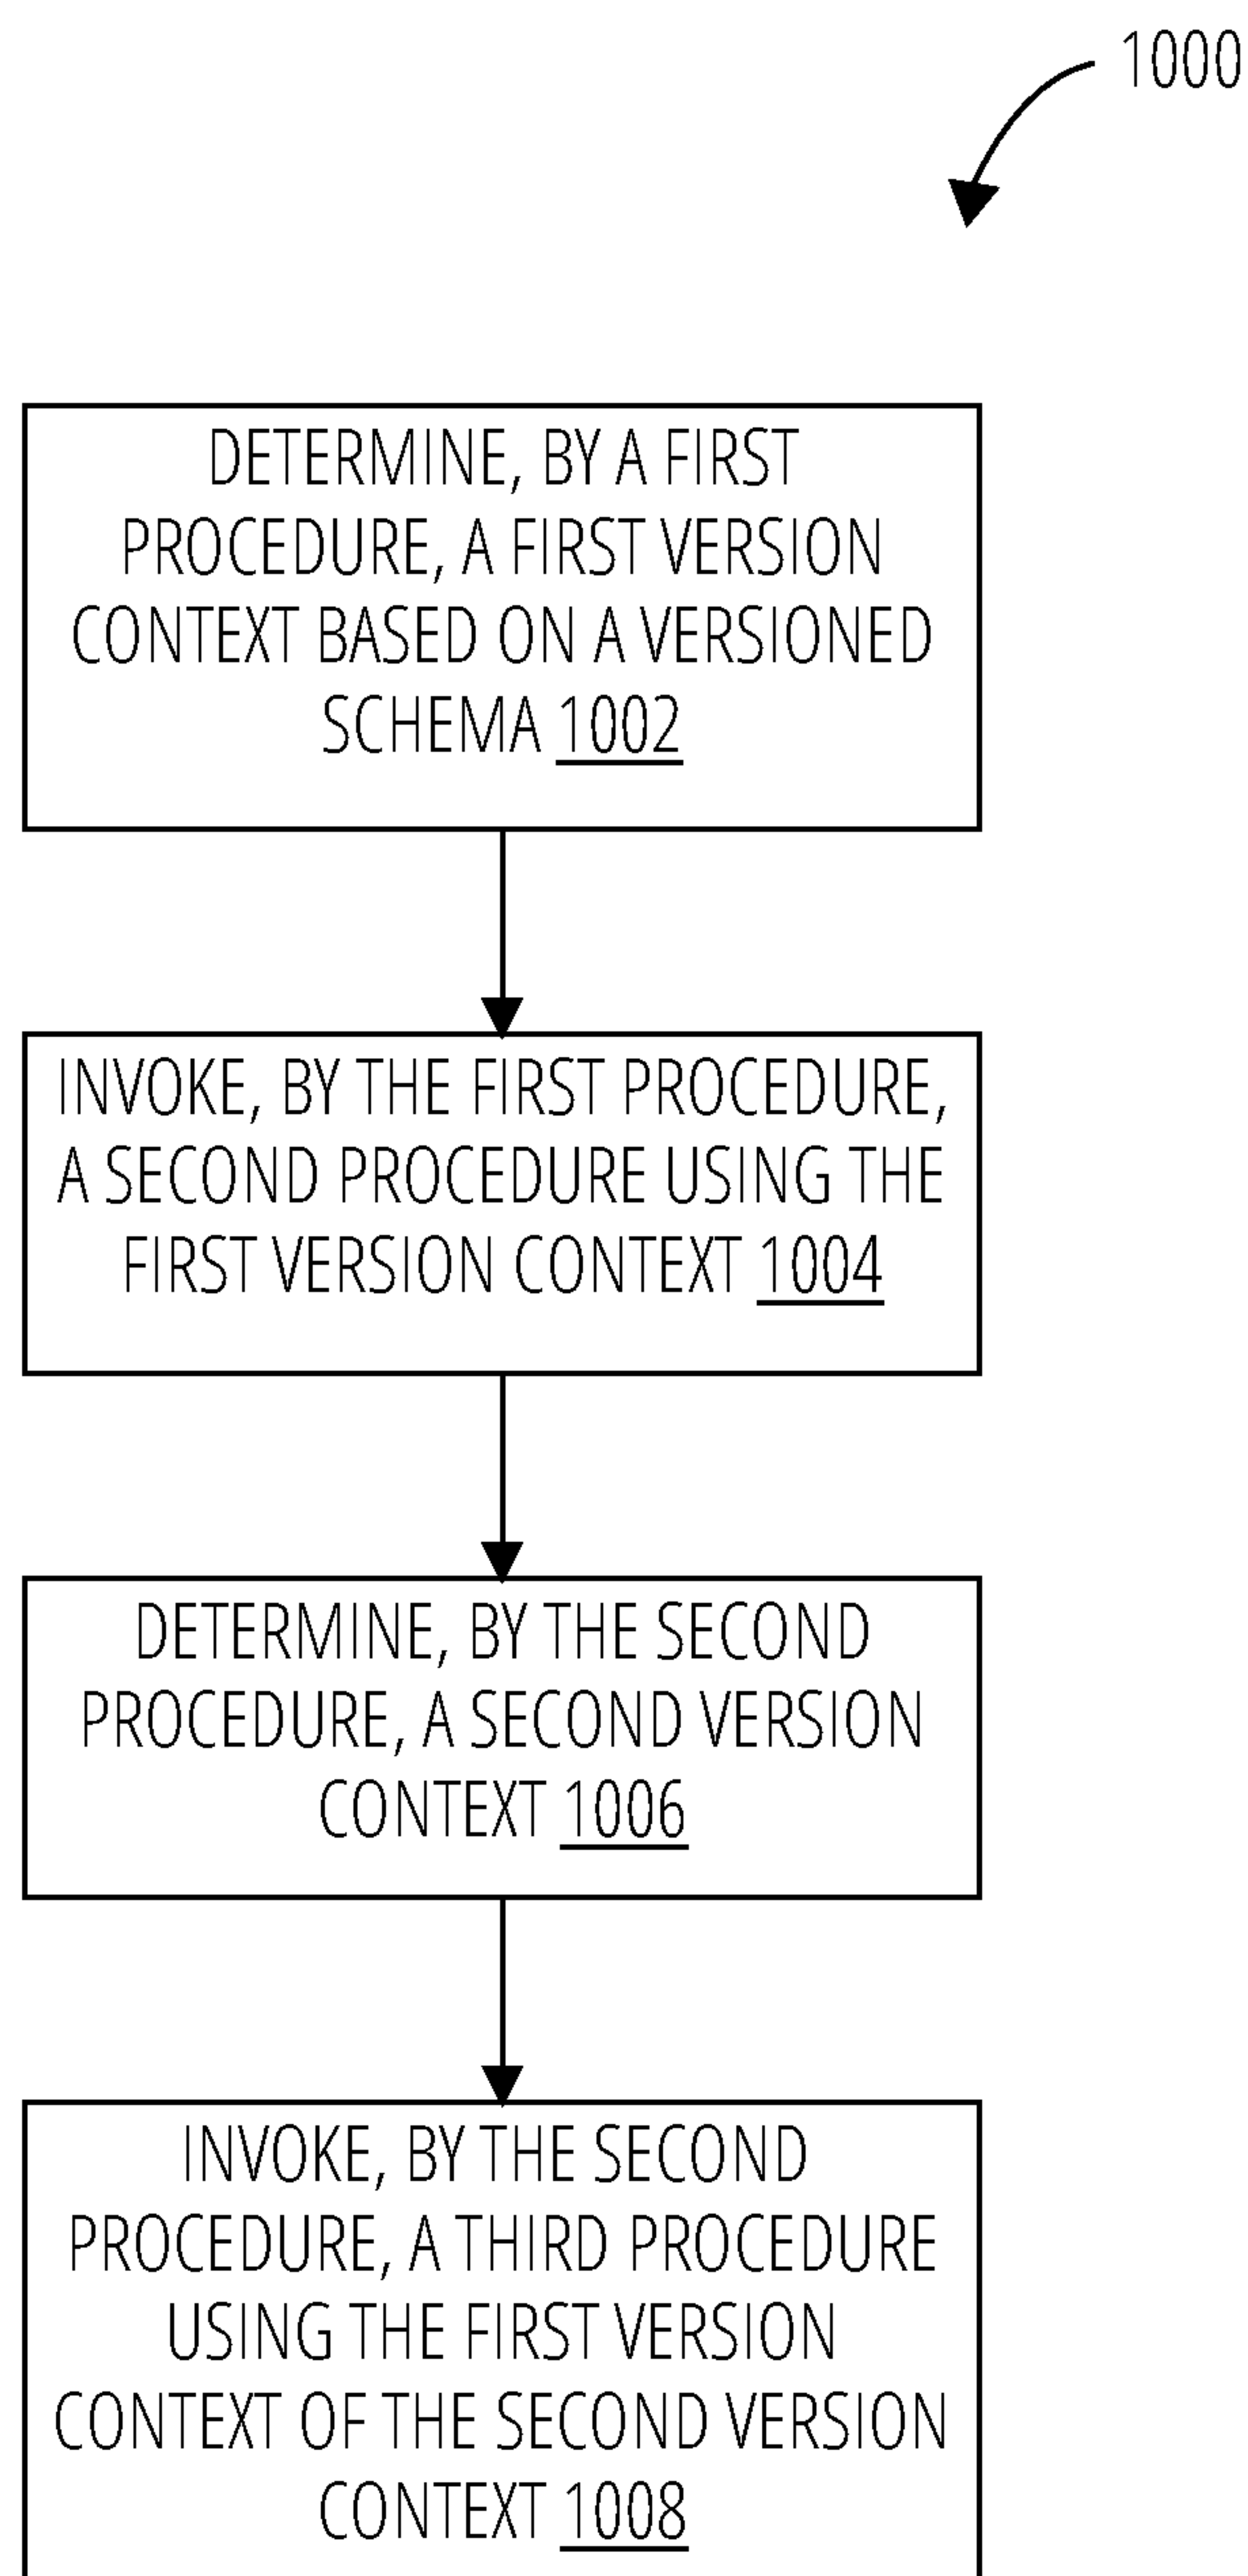 1000
DETERMINE, BY A FIRST
PROCEDURE, A FIRST VERSION
CONTEXT BASED ON A VERSIONED
SCHEMA 1002
INVOKE, BY THE FIRST PROCEDURE,
A SECOND PROCEDURE USING THE
FIRST VERSION CONTEXT 1004
DETERMINE, BY THE SECOND
PROCEDURE, A SECOND VERSION
CONTEXT 1006
INVOKE, BY THE SECOND
PROCEDURE, A THIRD PROCEDURE
USING THE FIRST VERSION
CONTEXT OF THE SECOND VERSION
CONTEXT 1008